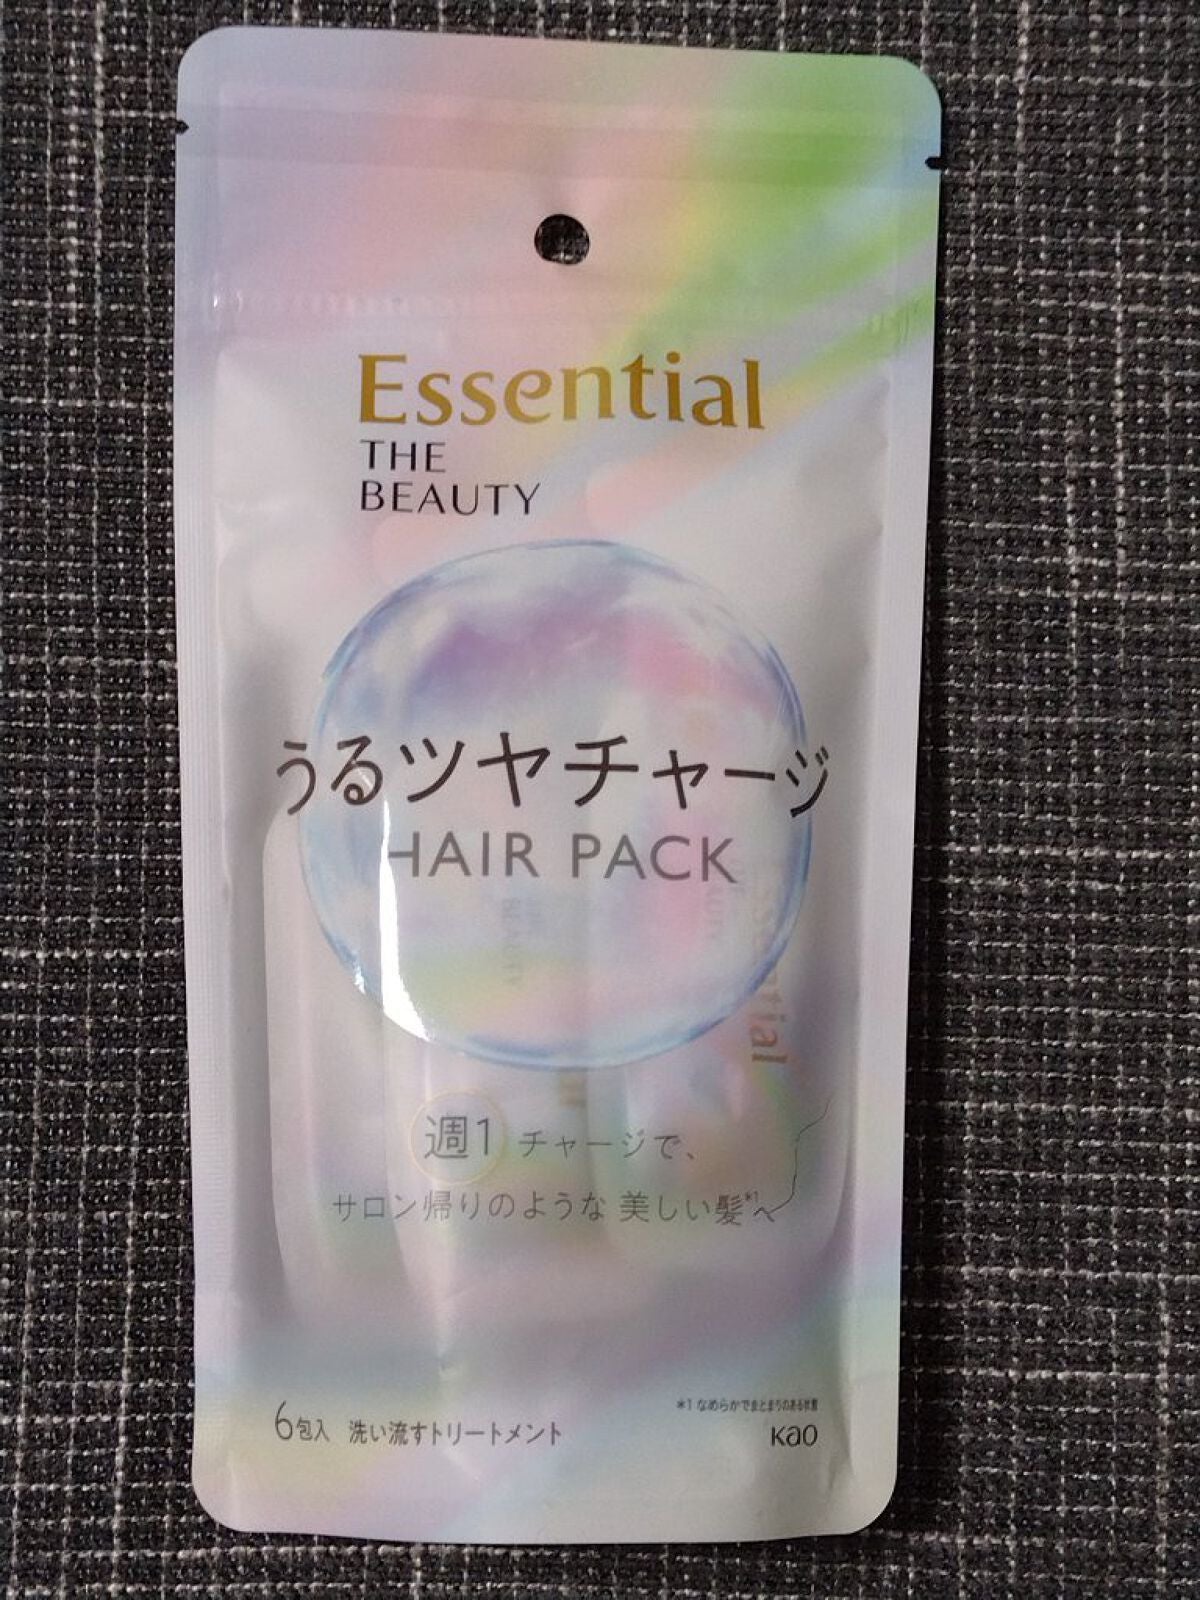 Essential
THE
BEAUTY
うるツヤチャージ
HAIR PACK
BEAUTY
Essential
週1 チャージで、
サロン帰りのような 美しい髪*1へ
*1 なめらかでまとまりのある状態
6包入 洗い流すトリートメント
Kao